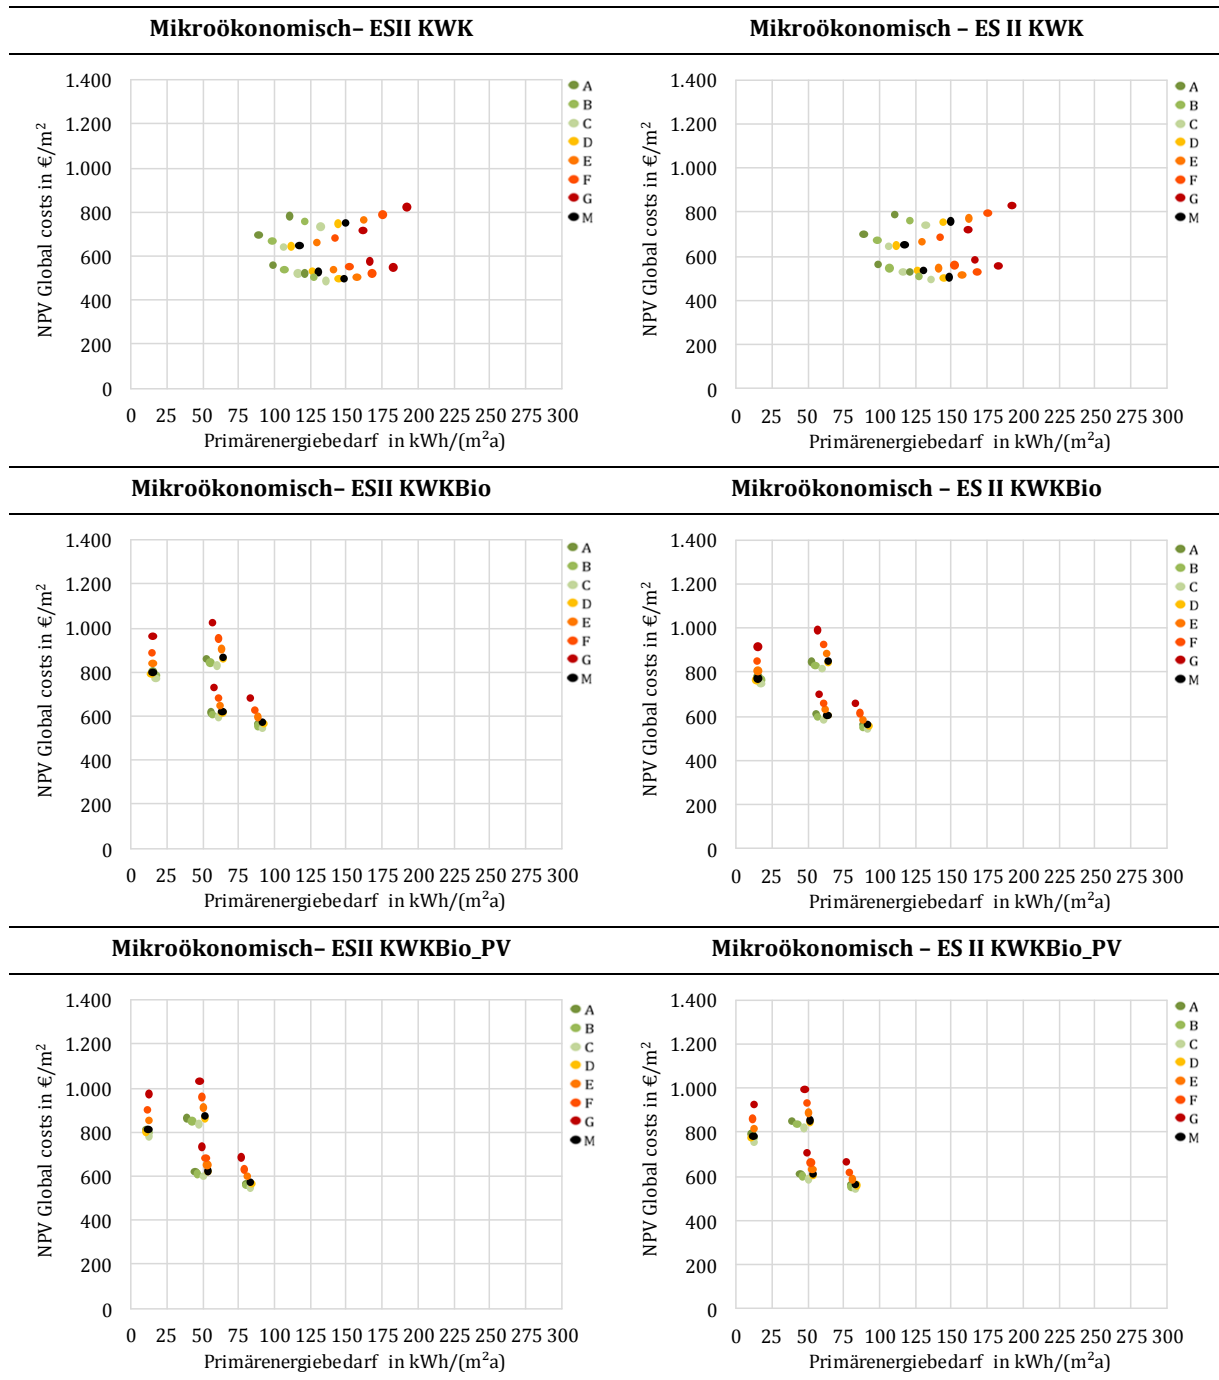 Mikroökonomisch– ESII KWK
Mikroökonomisch – ES II KWK
NPV Global costs in €/m²
1.400
1.200
1.000
800
600
400
200
0
0 25 50 75 100 125 150 175 200 225 250 275 300
Primärenergiebedarf in kWh/(m²a)
A
B
C
D
E
F
G
M
NPV Global costs in €/m²
1.400
1.200
1.000
800
600
400
200
0
0 25 50 75 100 125 150 175 200 225 250 275 300
Primärenergiebedarf in kWh/(m²a)
A
B
C
D
E
F
G
M
Mikroökonomisch– ESII KWKBio
Mikroökonomisch – ES II KWKBio
NPV Global costs in €/m²
1.400
1.200
1.000
800
600
400
200
0
0 25 50 75 100 125 150 175 200 225 250 275 300
Primärenergiebedarf in kWh/(m²a)
A
B
C
D
E
F
G
M
NPV Global costs in €/m²
1.400
1.200
1.000
800
600
400
200
0
0 25 50 75 100 125 150 175 200 225 250 275 300
Primärenergiebedarf in kWh/(m²a)
A
B
C
D
E
F
G
M
Mikroökonomisch– ESII KWKBio_PV
Mikroökonomisch – ES II KWKBio_PV
NPV Global costs in €/m²
1.400
1.200
1.000
800
600
400
200
0
0 25 50 75 100 125 150 175 200 225 250 275 300
Primärenergiebedarf in kWh/(m²a)
A
B
C
D
E
F
G
M
NPV Global costs in €/m²
1.400
1.200
1.000
800
600
400
200
0
0 25 50 75 100 125 150 175 200 225 250 275 300
Primärenergiebedarf in kWh/(m²a)
A
B
C
D
E
F
G
M